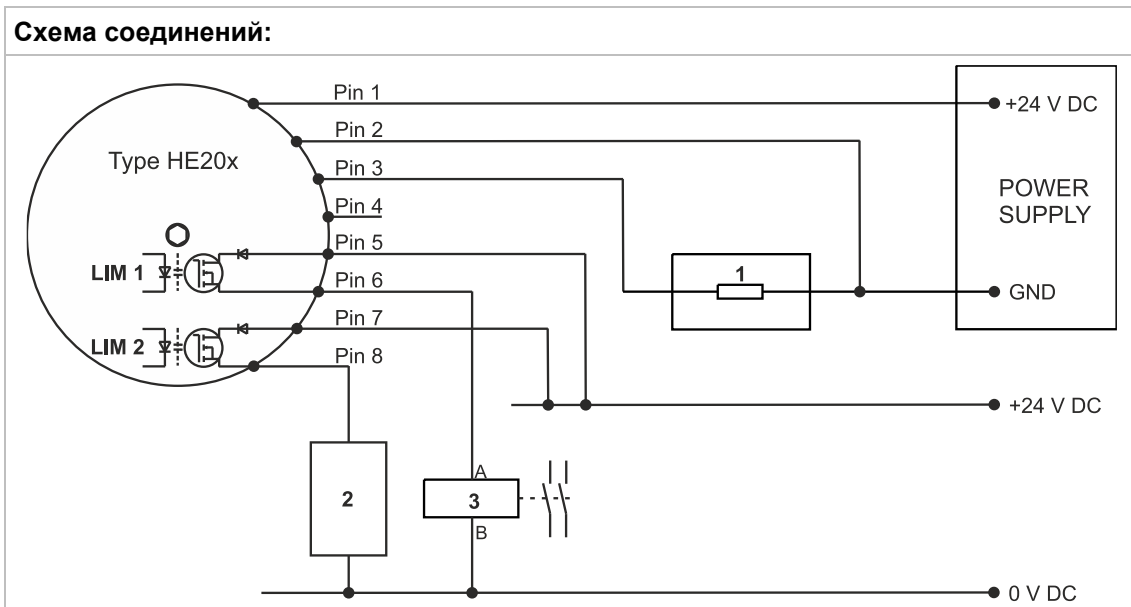 Схема соединений:
Pin 1
+24 V DC
Pin 2
Type HE20x
Pin 3
POWER
SUPPLY
Pin 4
Pin 5
LIM 1
1
Pin 6
GND
Pin 7
LIM 2
Pin 8
+24 V DC
A
2
3
B
0 V DC